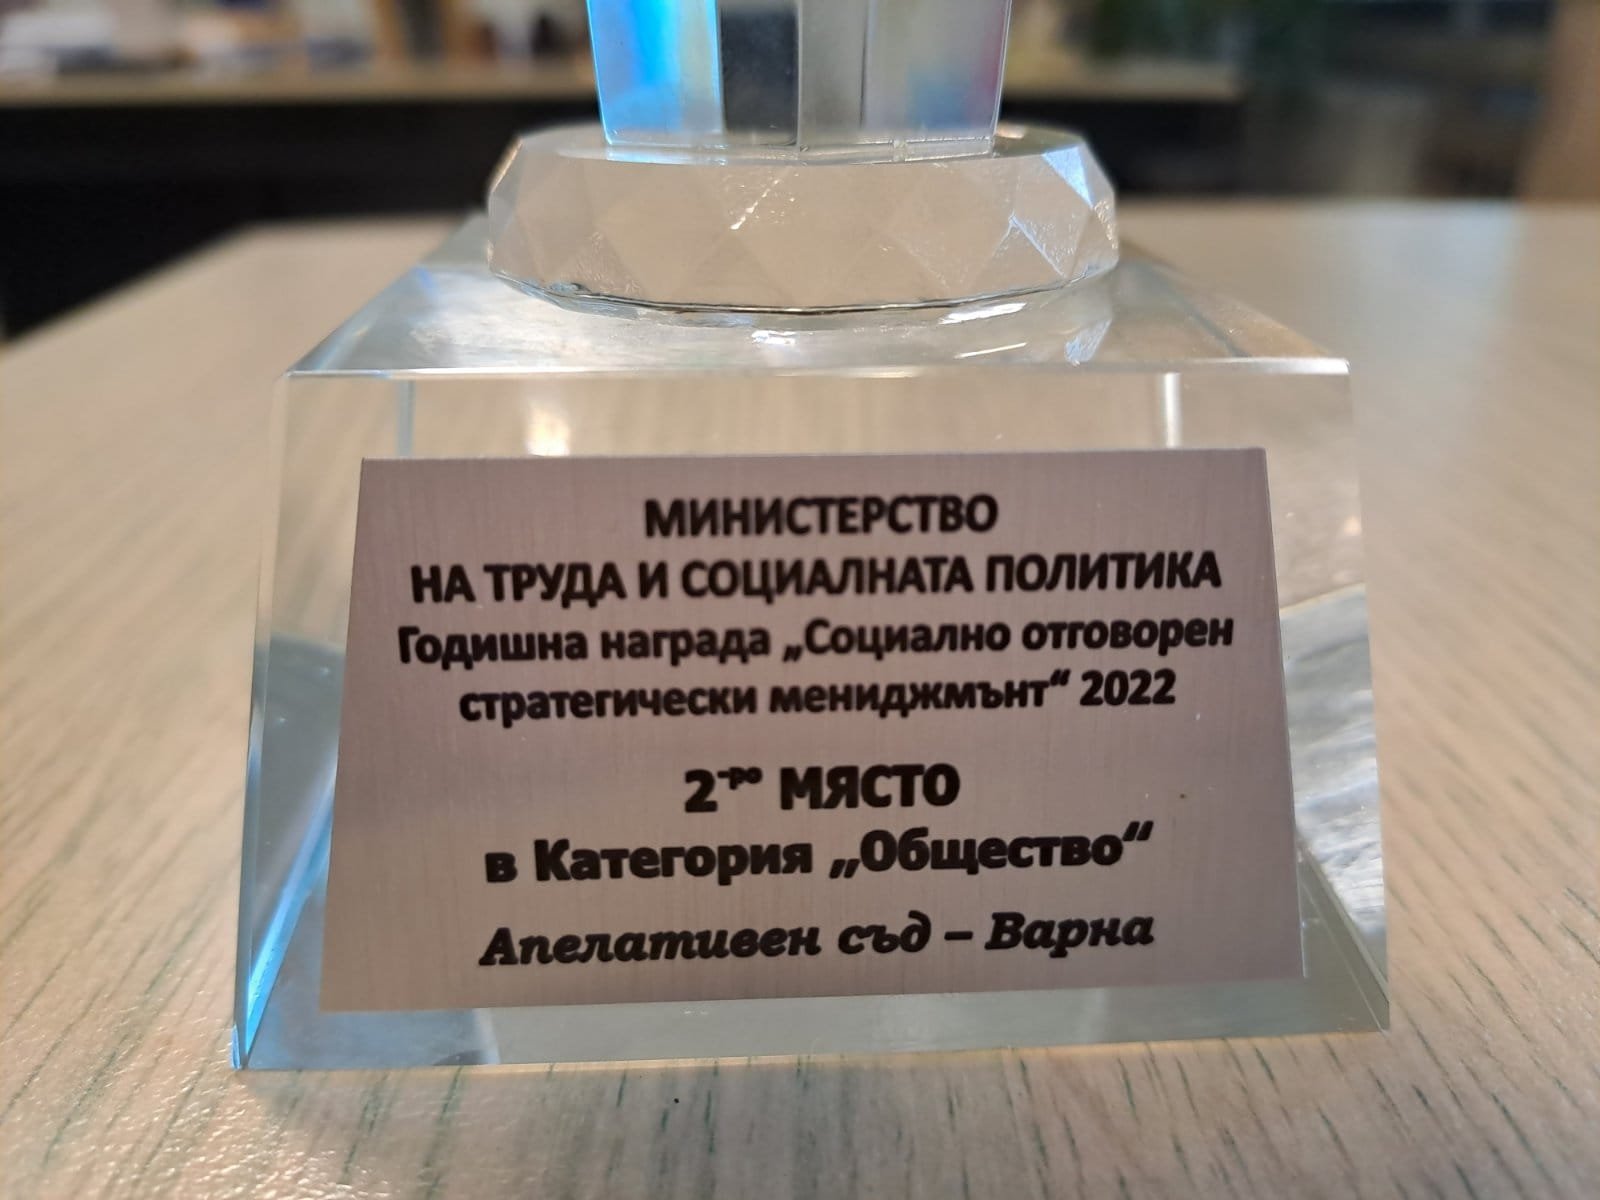 МИНИСТЕРСТВО
НА ТРУДА И СОЦИАЛНАТА ПОЛИТИКА
Годишна награда „Социално отговорен
стратегически мениджмънт“ 2022
2-ро МЯСТО
в Категория „Общество“
Апелативен съд – Варна